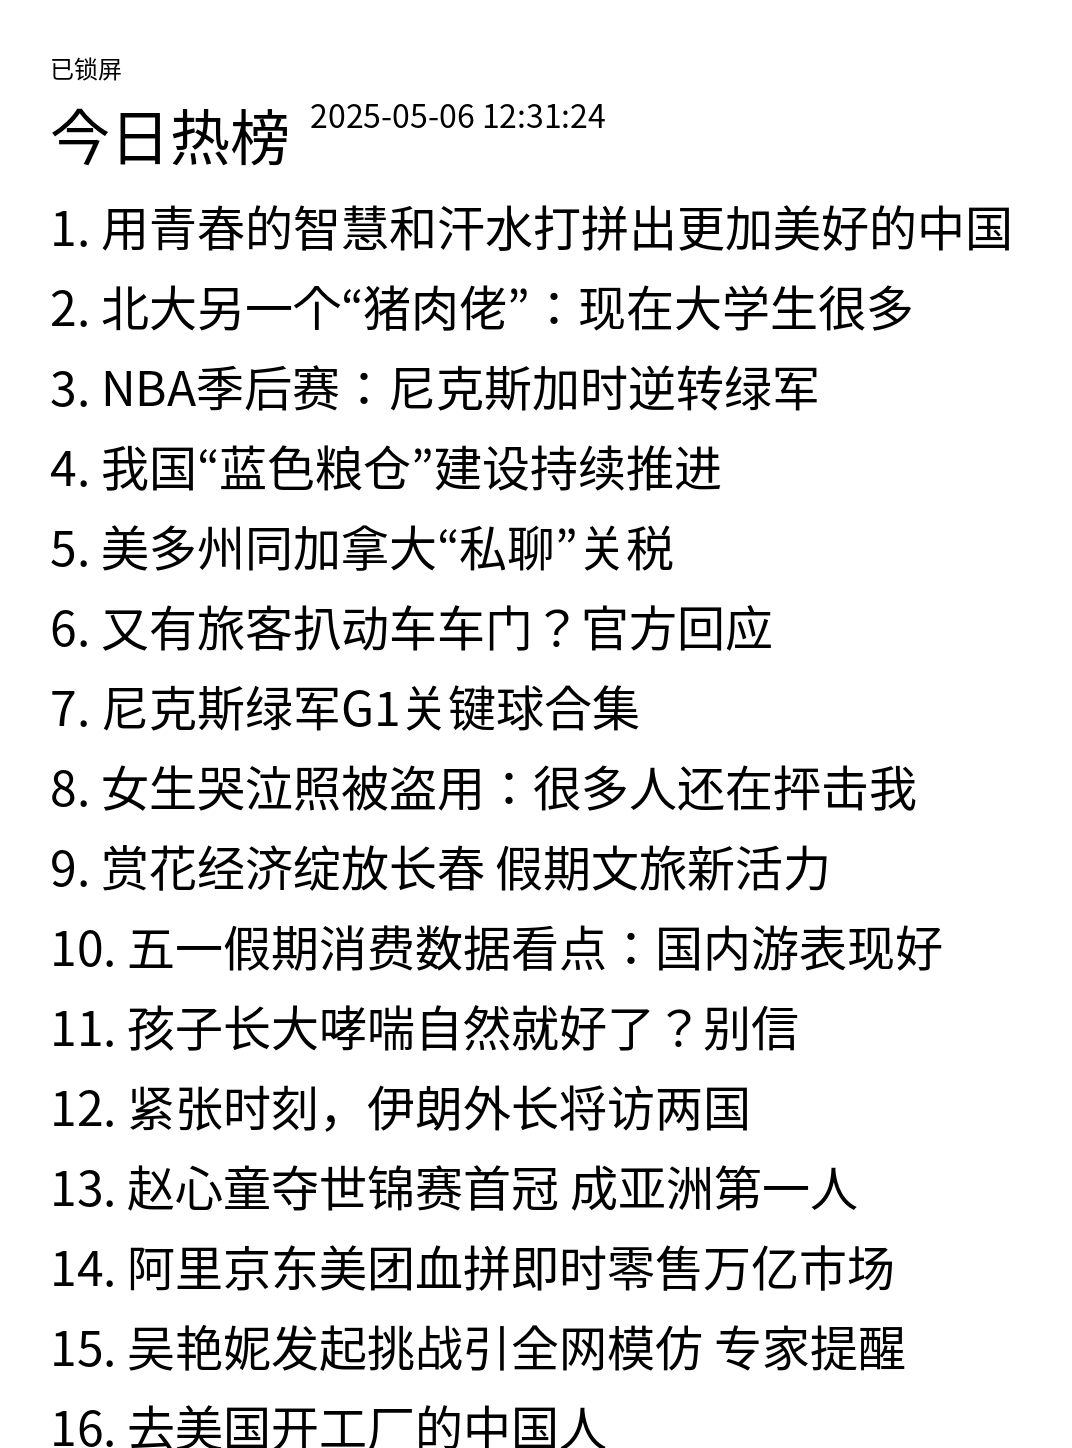 已锁屏
今日热榜 2025-05-06 12:31:24
1. 用青春的智慧和汗水打拼出更加美好的中国
2. 北大另一个“猪肉佬”：现在大学生很多
3. NBA季后赛：尼克斯加时逆转绿军
4. 我国“蓝色粮仓”建设持续推进
5. 美多州同加拿大“私聊”关税
6. 又有旅客扒动车车门？官方回应
7. 尼克斯绿军G1关键球合集
8. 女生哭泣照被盗用：很多人还在抨击我
9. 赏花经济绽放长春 假期文旅新活力
10. 五一假期消费数据看点：国内游表现好
11. 孩子长大哮喘自然就好了？别信
12. 紧张时刻，伊朗外长将访两国
13. 赵心童夺世锦赛首冠 成亚洲第一人
14. 阿里京东美团血拼即时零售万亿市场
15. 吴艳妮发起挑战引全网模仿 专家提醒
16. 去美国开工厂的中国人